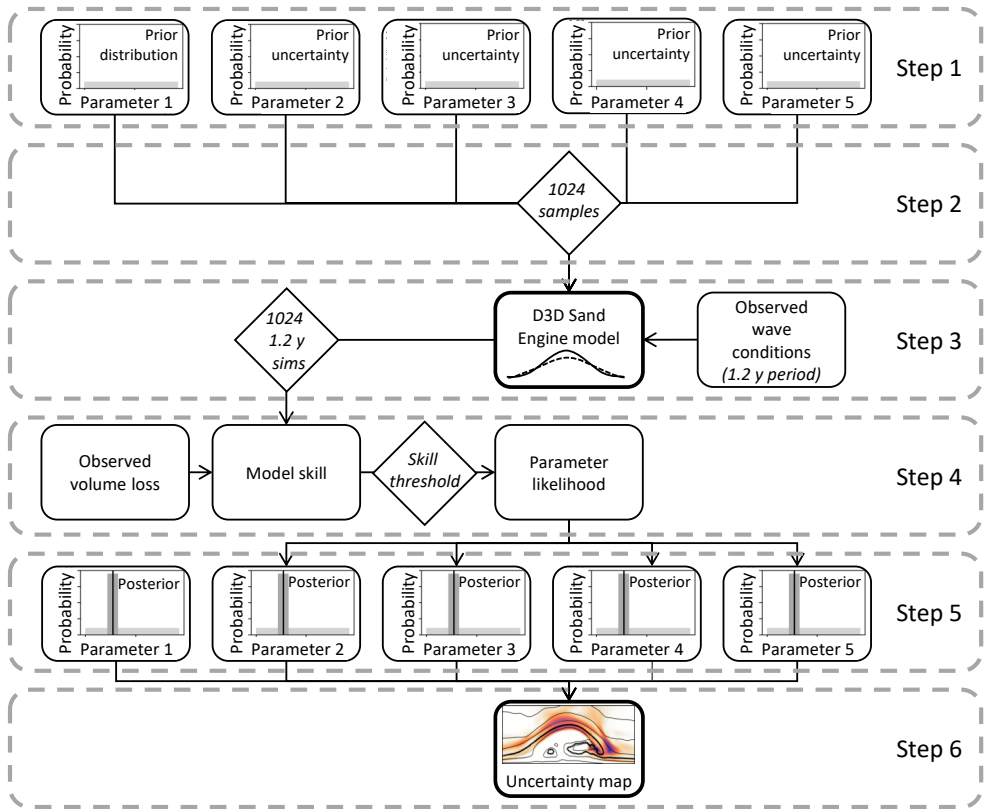 Probability
Prior
distribution
Parameter 1
Probability
Prior
uncertainty
Parameter 2
Probability
Prior
uncertainty
Parameter 3
Probability
Prior
uncertainty
Parameter 4
Probability
Prior
uncertainty
Parameter 5
Step 1
1024
samples
Step 2
1024
1.2 y
sims
D3D Sand
Engine model
Observed
wave
conditions
(1.2 y period)
Step 3
Observed
volume loss
Model skill
Skill
threshold
Parameter
likelihood
Step 4
Probability
Posterior
Parameter 1
Probability
Posterior
Parameter 2
Probability
Posterior
Parameter 3
Probability
Posterior
Parameter 4
Probability
Posterior
Parameter 5
Step 5
Uncertainty map
Step 6